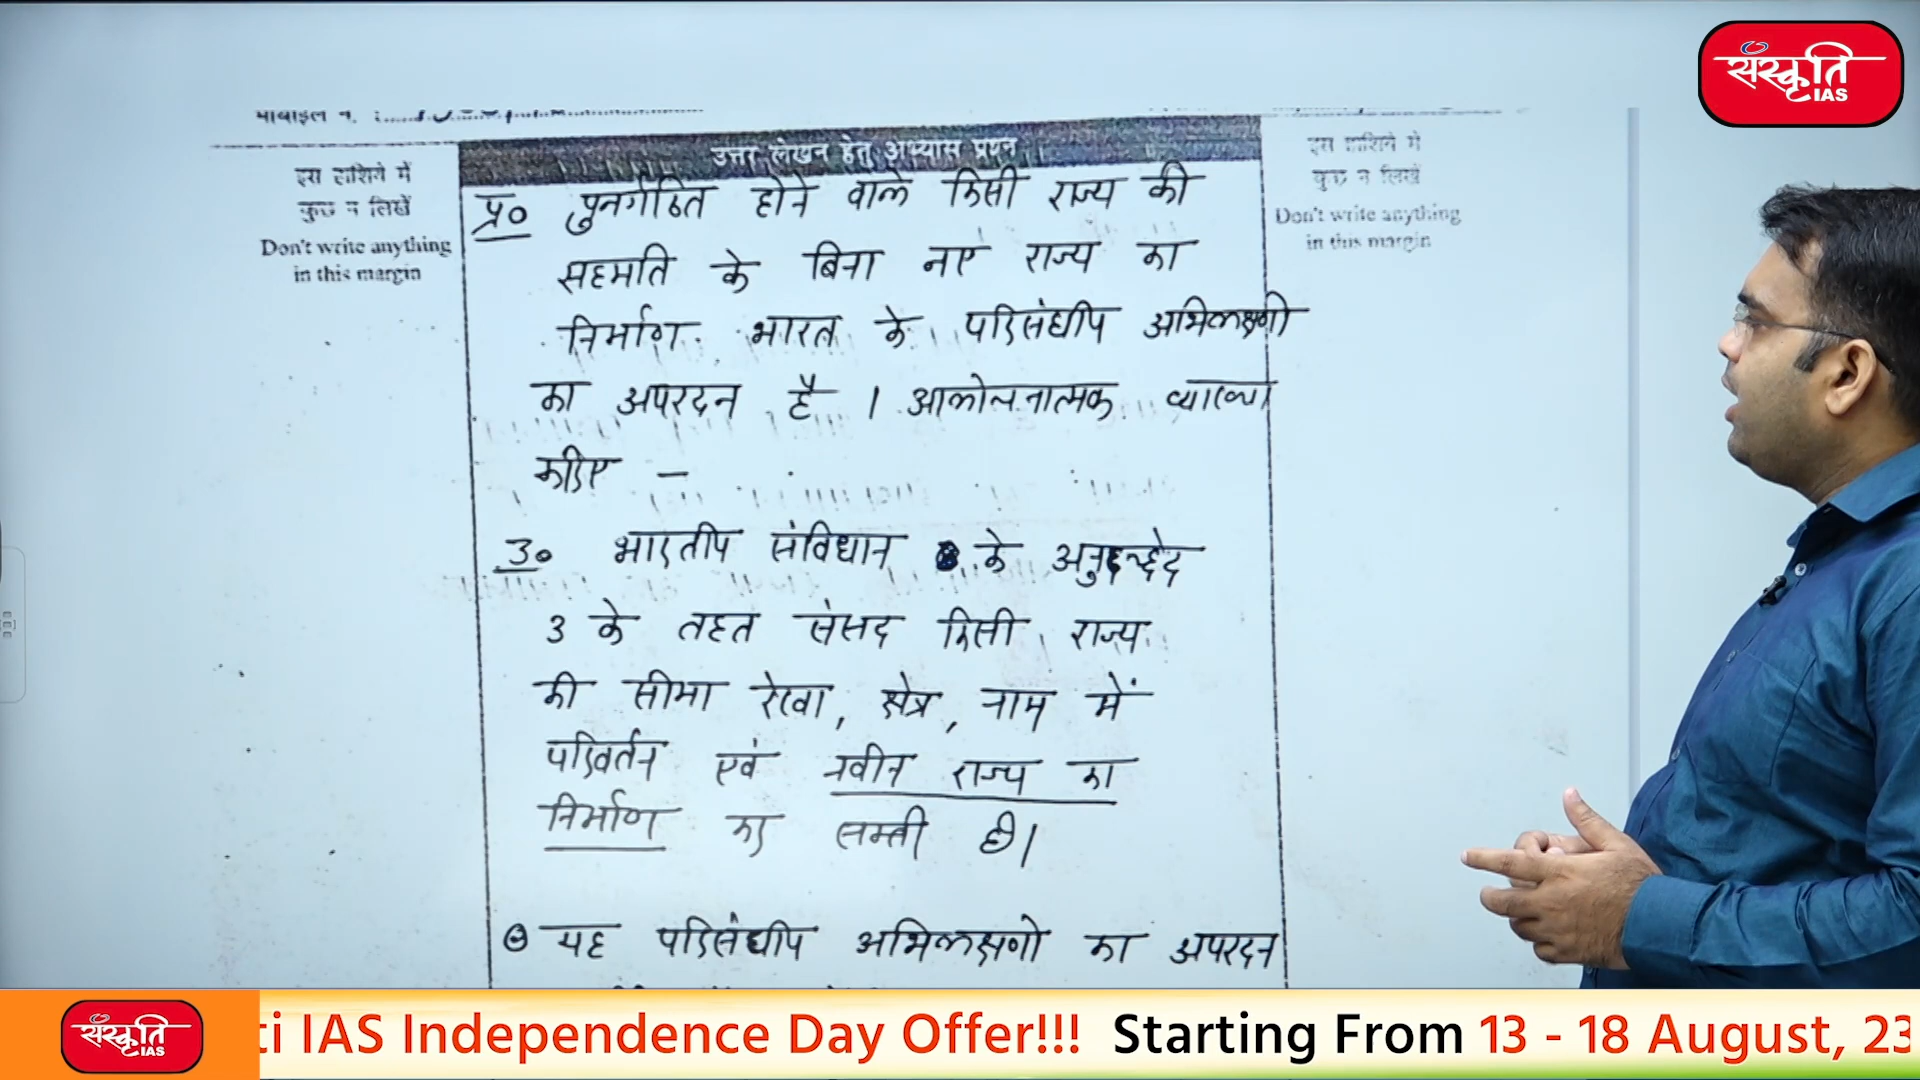 संस्कृति
IAS
मोबाइल न. :
उत्तर लेखन हेतु अभ्यास प्रश्न
इस हाशिये में
कुछ न लिखें
Don't write anything
in this margin
इस हाशिये में
कुछ न लिखें
Don't write anything
in this margin
प्र० पुनर्गठित होने वाले किसी राज्य की
सहमति के बिना नए राज्य का
निर्माण भारत के परिसंघीय अभिलक्षणो
का अपरदन है । आलोचनात्मक व्याख्या
करिए –
उ० भारतीय संविधान के अनुच्छेद
3 के तहत संसद किसी राज्य
की सीमा रेखा, क्षेत्र, नाम में
परिवर्तन एवं नवीन राज्य का
निर्माण कर सकती है।
यह परिसंघीय अभिलक्षणो का अपरदन
संस्कृति
IAS
ti IAS Independence Day Offer!!! Starting From 13 - 18 August, 23